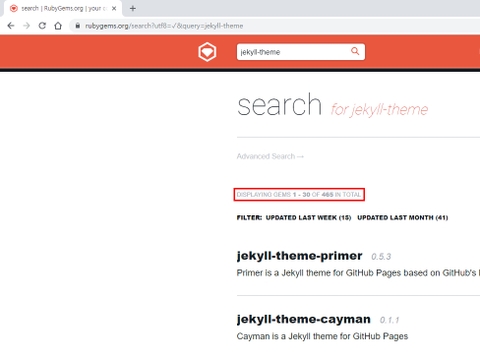 search | RubyGems.org | your c
rubygems.org/search?utf8=√&query=jekyll-theme
jekyll-theme
search for jekyll-theme
Advanced Search →
DISPLAYING GEMS 1 - 30 OF 465 IN TOTAL
FILTER: UPDATED LAST WEEK (15) UPDATED LAST MONTH (41)
jekyll-theme-primer 0.5.3
Primer is a Jekyll theme for GitHub Pages based on GitHub's
jekyll-theme-cayman 0.1.1
Cayman is a Jekyll theme for GitHub Pages